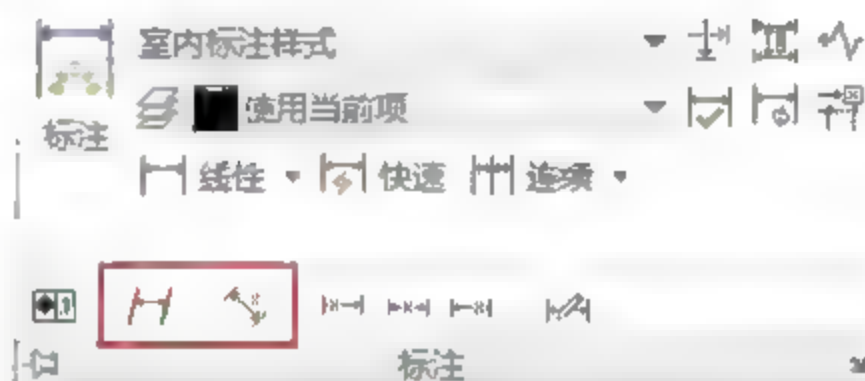 室内标注样式
使用当前项
标注
线性 快速 连续
标注